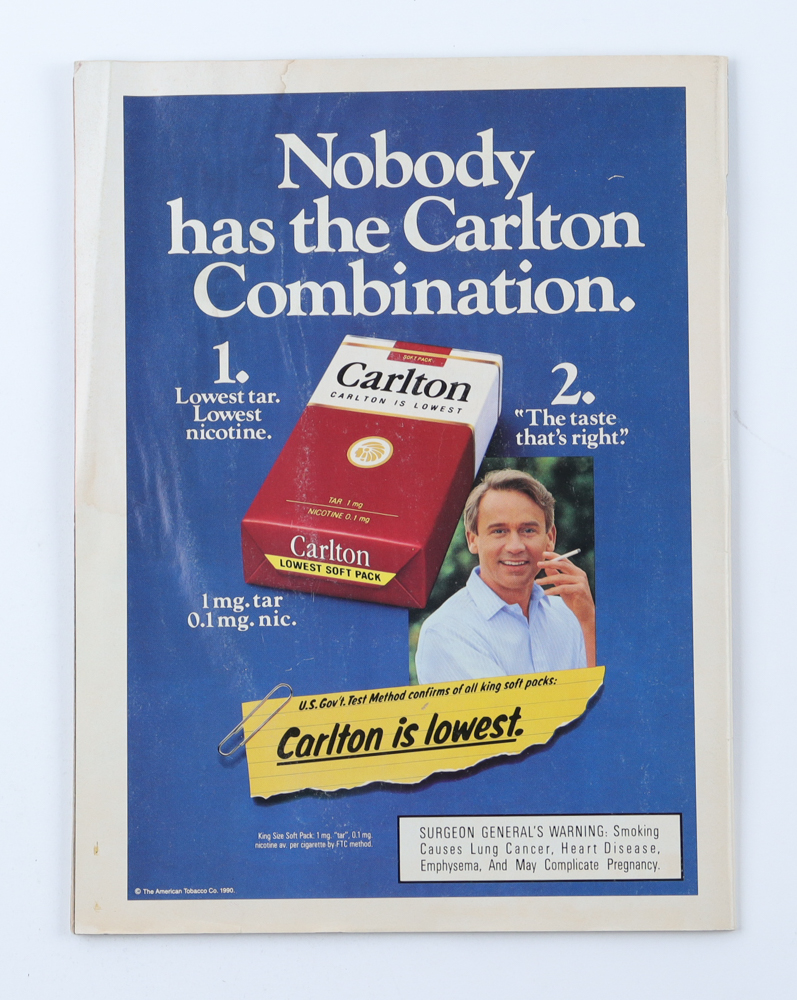 Nobody
has the Carlton
Combination.
1.
Lowest tar.
Lowest
nicotine.
SOFT PACK
Carlton
CARLTON IS LOWEST
TAR 1 mg
NICOTINE 0.1 mg
Carlton
LOWEST SOFT PACK
2.
“The taste
that’s right.”
1 mg. tar
0.1 mg. nic.
U.S. Gov't. Test Method confirms of all king soft packs:
Carlton is lowest.
King Size Soft Pack: 1 mg. "tar", 0.1 mg.
nicotine av. per cigarette by FTC method.
SURGEON GENERAL'S WARNING: Smoking
Causes Lung Cancer, Heart Disease,
Emphysema, And May Complicate Pregnancy.
© The American Tobacco Co. 1990.